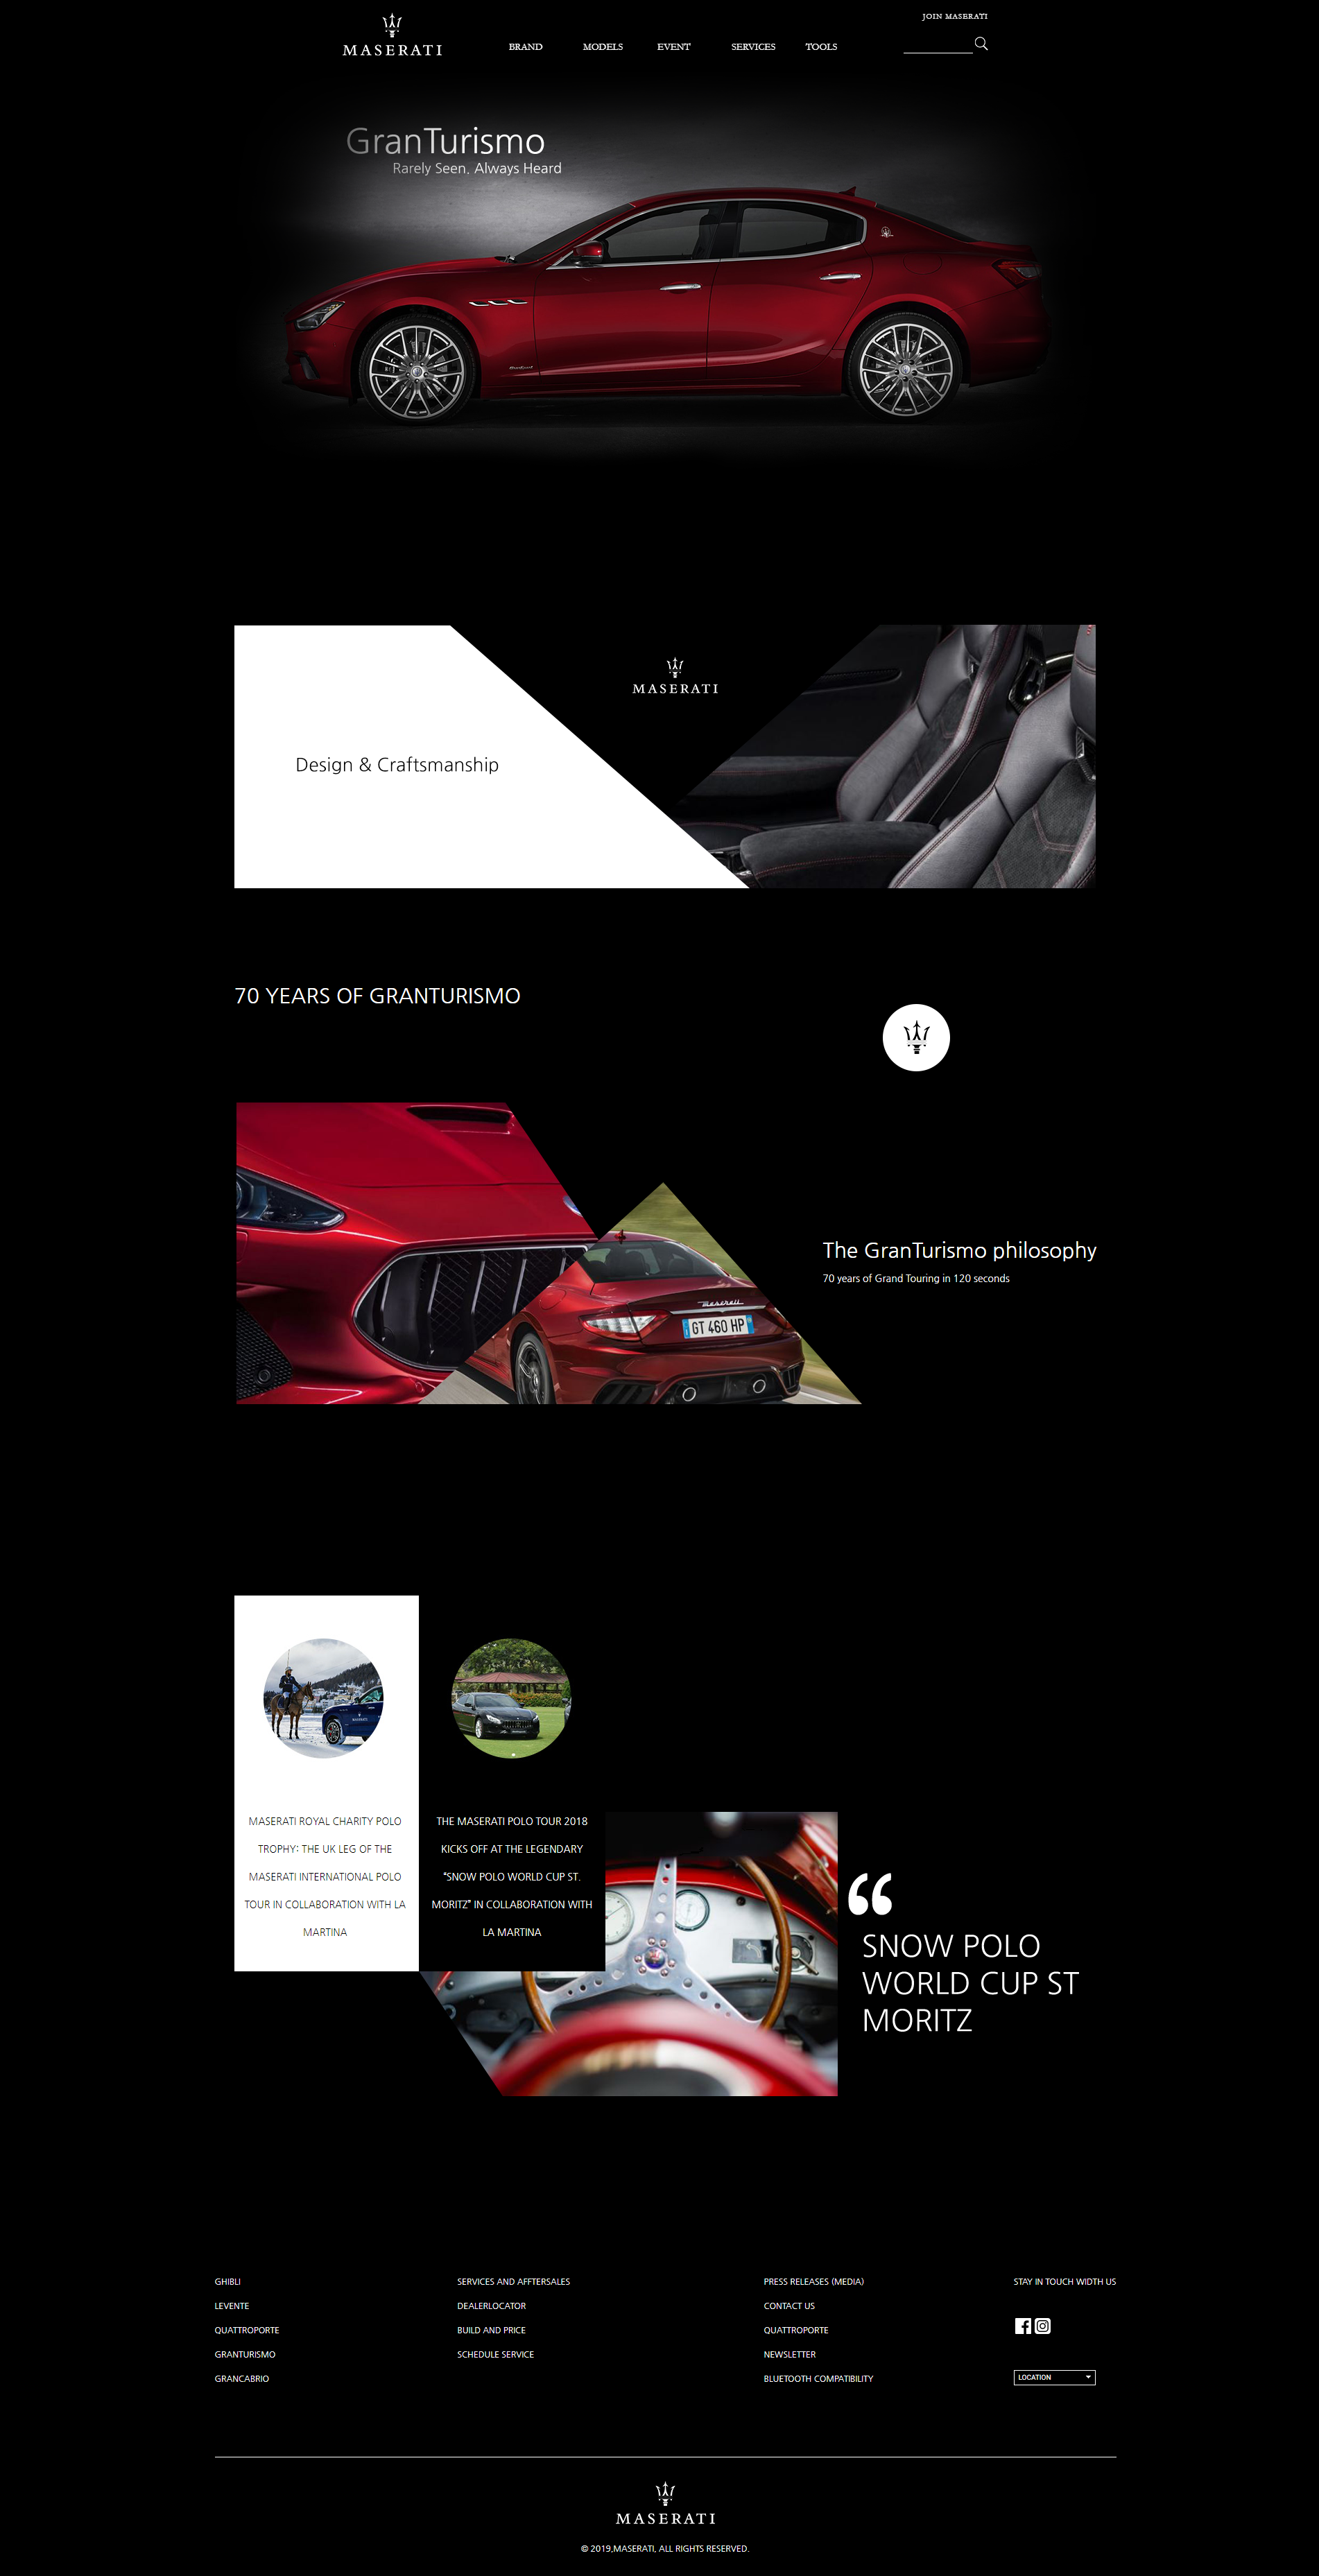 JOIN MASERATI
MASERATI
BRAND MODELS EVENT SERVICES TOOLS
GranTurismo
Rarely Seen, Always Heard
MASERATI
Design & Craftsmanship
70 YEARS OF GRANTURISMO
The GranTurismo philosophy
70 years of Grand Touring in 120 seconds
maserati
GT 460 HP
MASERATI ROYAL CHARITY POLO
TROPHY: THE UK LEG OF THE
MASERATI INTERNATIONAL POLO
TOUR IN COLLABORATION WITH LA
MARTINA
THE MASERATI POLO TOUR 2018
KICKS OFF AT THE LEGENDARY
“SNOW POLO WORLD CUP ST.
MORITZ” IN COLLABORATION WITH
LA MARTINA
“
SNOW POLO
WORLD CUP ST
MORITZ
GHIBLI
LEVENTE
QUATTROPORTE
GRANTURISMO
GRANCABRIO
SERVICES AND AFFTERSALES
DEALERLOCATOR
BUILD AND PRICE
SCHEDULE SERVICE
PRESS RELEASES (MEDIA)
CONTACT US
QUATTROPORTE
NEWSLETTER
BLUETOOTH COMPATIBILITY
STAY IN TOUCH WIDTH US
LOCATION
MASERATI
© 2019,MASERATI, ALL RIGHTS RESERVED.